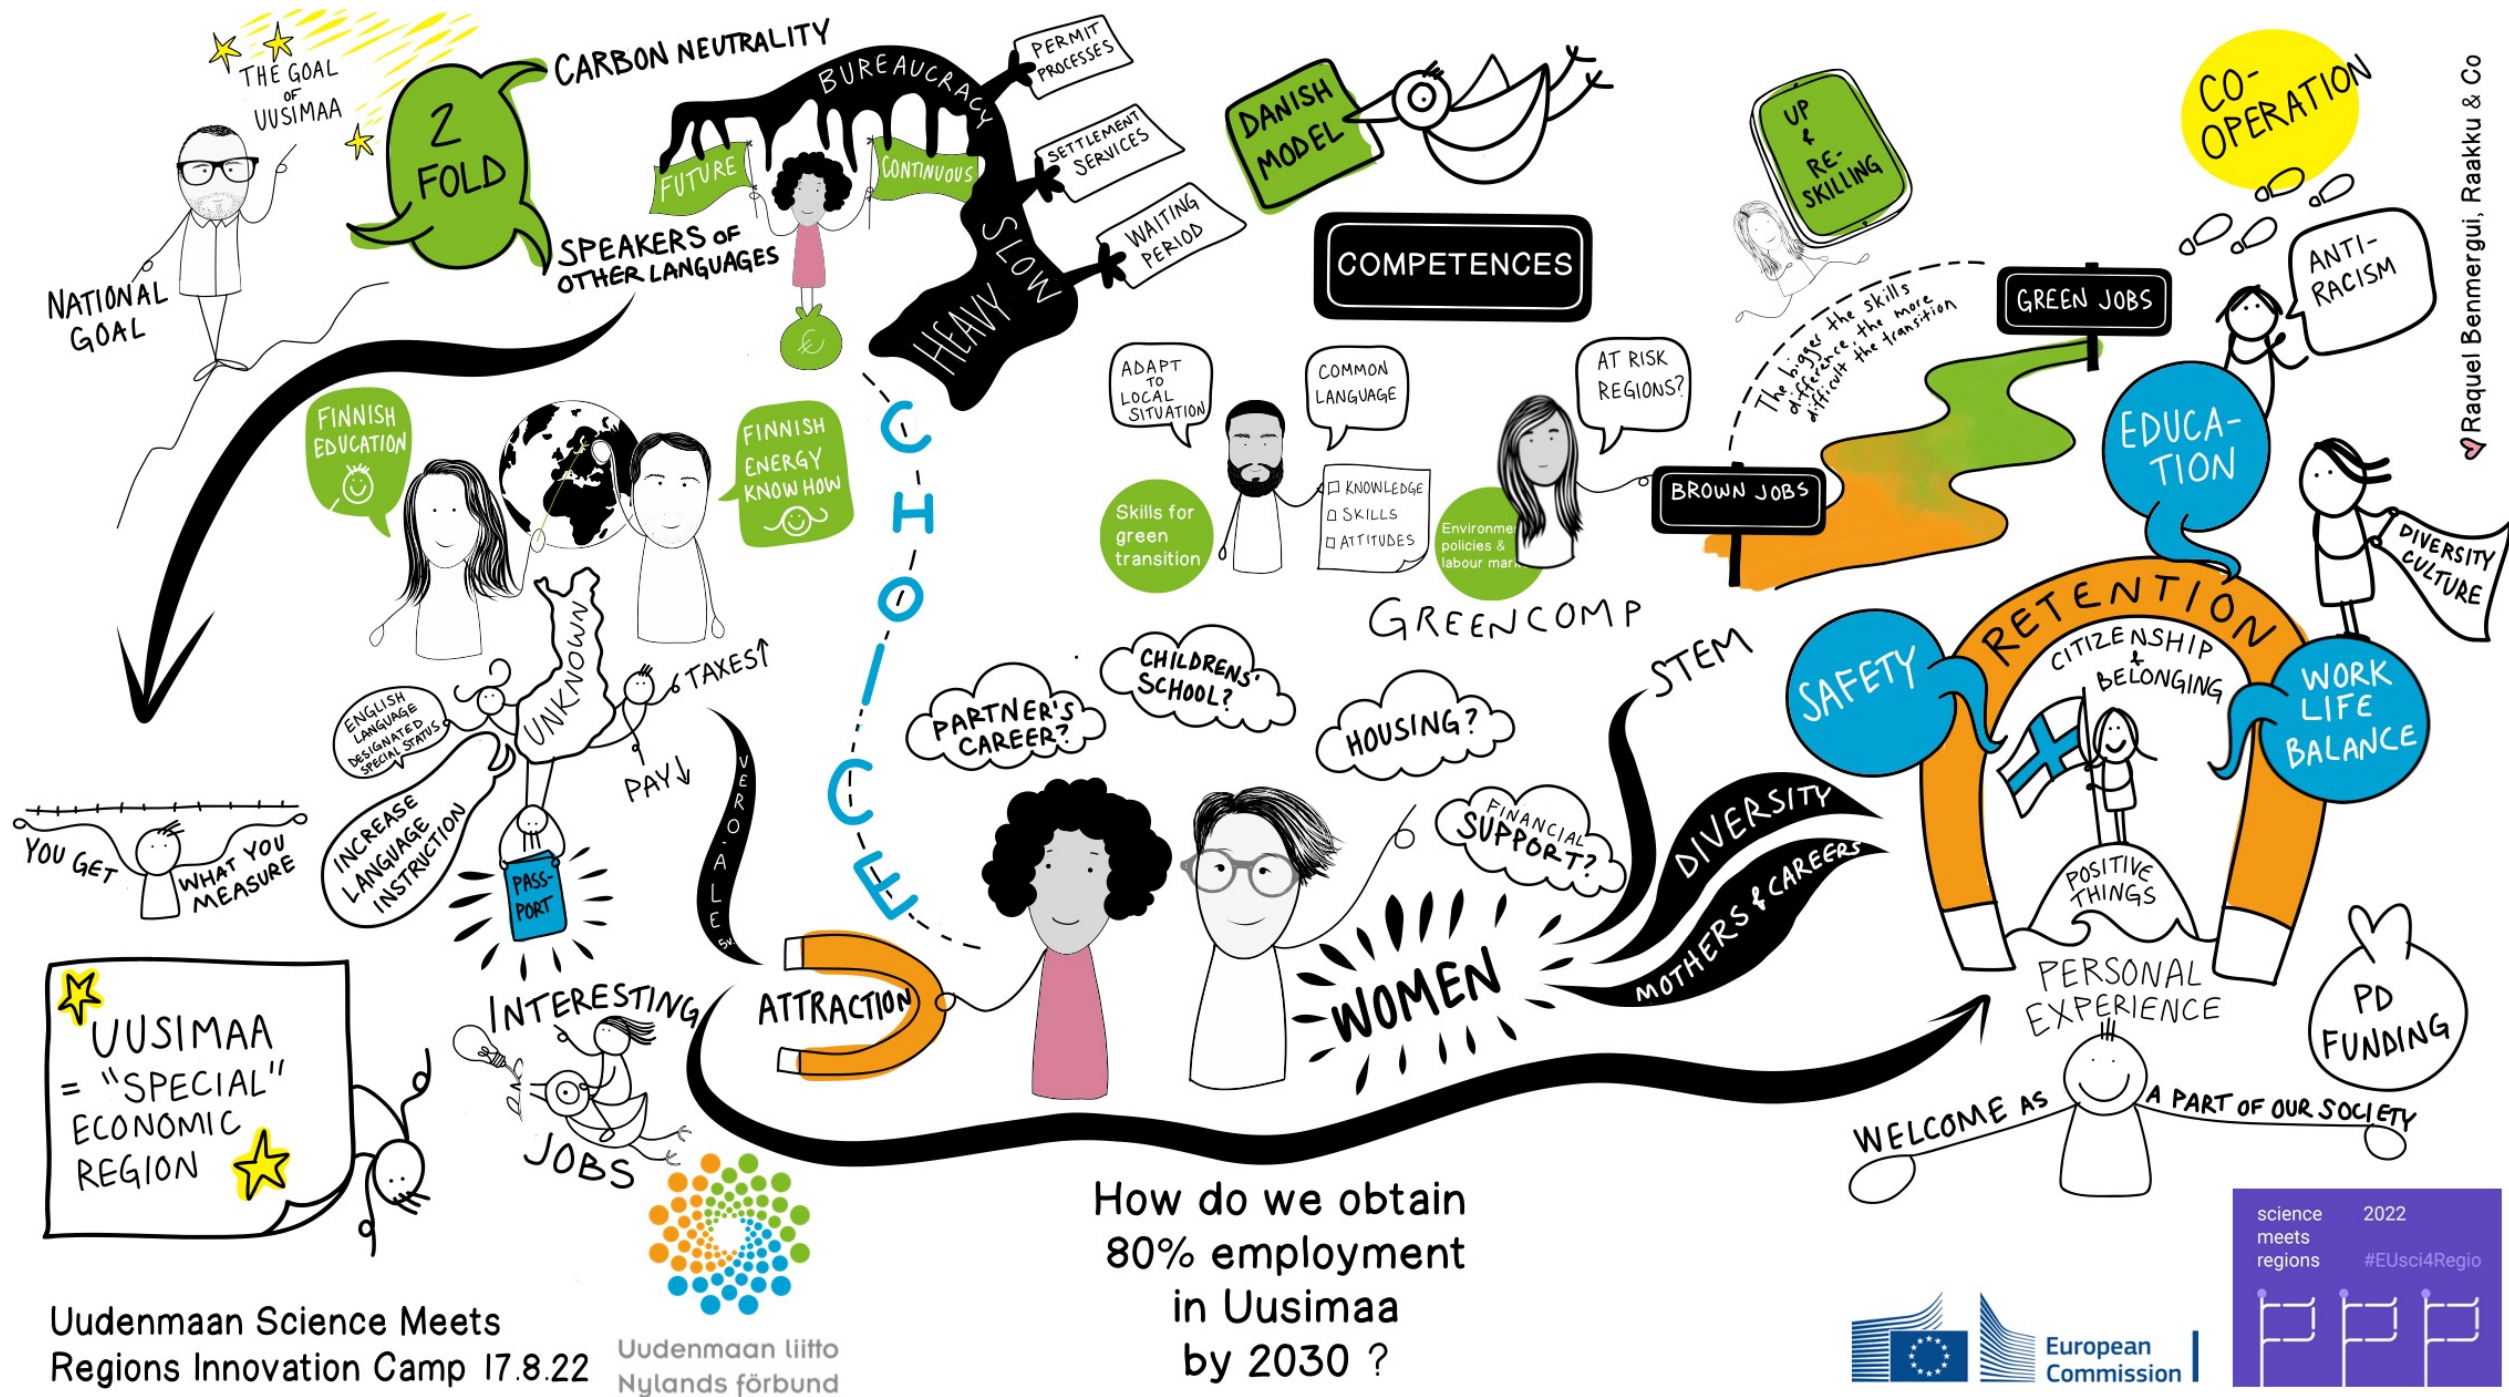 THE GOAL
OF
UUSIMAA
NATIONAL
GOAL
2
FOLD
CARBON NEUTRALITY
SPEAKERS OF
OTHER LANGUAGES
BUREAUCRACY
SLOW
HEAVY
FUTURE
CONTINUOUS
€
PERMIT
PROCESSES
SETTLEMENT
SERVICES
WAITING
PERIOD
DANISH
MODEL
COMPETENCES
UP
&
RE-
SKILLING
CO-
OPERATION
ANTI-
RACISM
Raquel Benmergui, Raakku & Co
GREEN JOBS
The bigger the skills
difference, the more
difficult the transition
BROWN JOBS
ADAPT
TO
LOCAL
SITUATION
COMMON
LANGUAGE
AT RISK
REGIONS?
Skills for
green
transition
KNOWLEDGE
SKILLS
ATTITUDES
Environme
policies &
labour mar
GREENCOMP
FINNISH
EDUCATION
FINNISH
ENERGY
KNOW HOW
UNKNOWN
TAXES↑
PAY↓
ENGLISH
LANGUAGE
DESIGNATED
SPECIAL STATUS
INCREASE
LANGUAGE
INSTRUCTION
PASS-
PORT
YOU GET
WHAT YOU
MEASURE
UUSIMAA
= "SPECIAL"
ECONOMIC
REGION
INTERESTING
JOBS
VERO-ALE
5v.
ATTRACTION
CHOICE
PARTNER'S
CAREER?
CHILDRENS'
SCHOOL?
HOUSING?
FINANCIAL
SUPPORT?
WOMEN
STEM
DIVERSITY
MOTHERS & CAREERS
EDUCA-
TION
DIVERSITY
CULTURE
SAFETY
RETENTION
CITIZENSHIP
&
BELONGING
WORK
LIFE
BALANCE
POSITIVE
THINGS
PERSONAL
EXPERIENCE
PD
FUNDING
WELCOME AS
A PART OF OUR SOCIETY
How do we obtain
80% employment
in Uusimaa
by 2030 ?
Uudenmaan Science Meets
Regions Innovation Camp 17.8.22
Uudenmaan liitto
Nylands förbund
European
Commission
science
meets
regions
2022
#EUsci4Regio